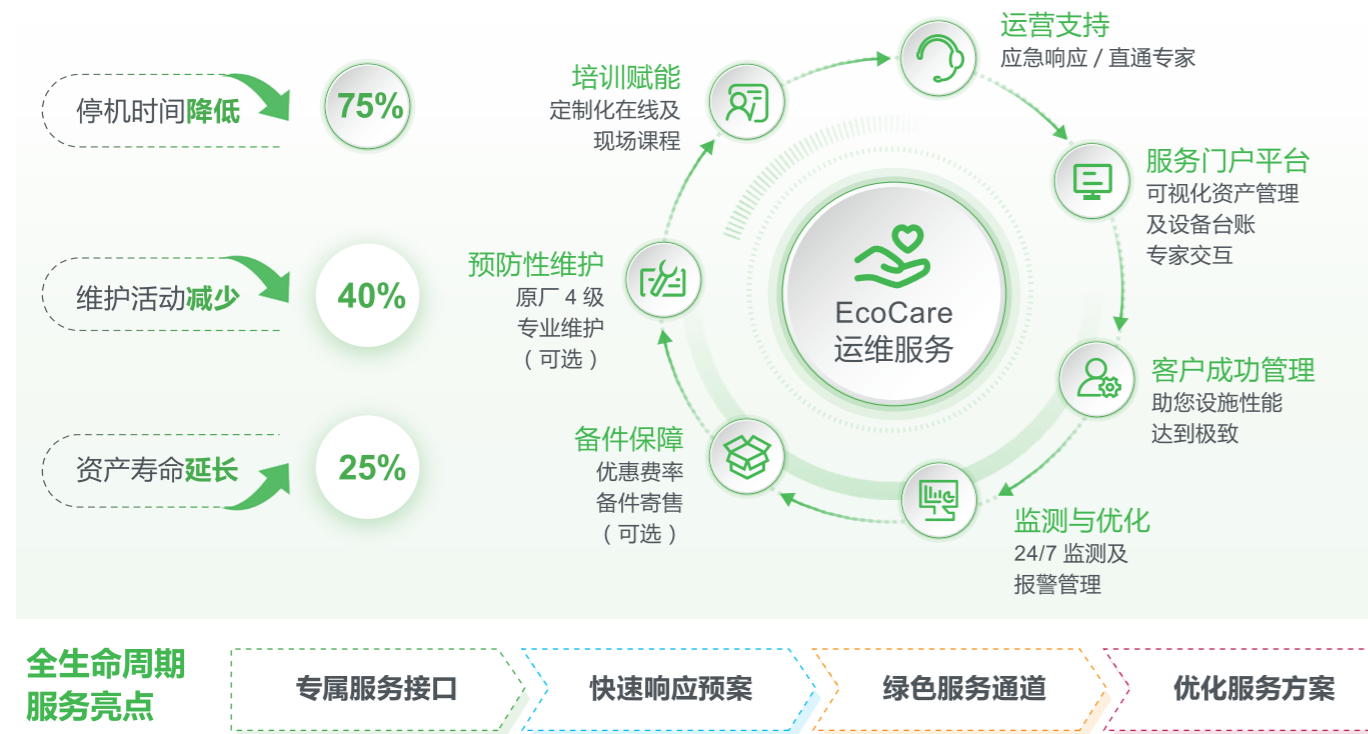 停机时间降低
75%
维护活动减少
40%
资产寿命延长
25%
运营支持
应急响应 / 直通专家
服务门户平台
可视化资产管理
及设备台账
专家交互
客户成功管理
助您设施性能
达到极致
监测与优化
24/7 监测及
报警管理
备件保障
优惠费率
备件寄售
（可选）
预防性维护
原厂 4 级
专业维护
（可选）
培训赋能
定制化在线及
现场课程
EcoCare
运维服务
全生命周期
服务亮点
专属服务接口
快速响应预案
绿色服务通道
优化服务方案